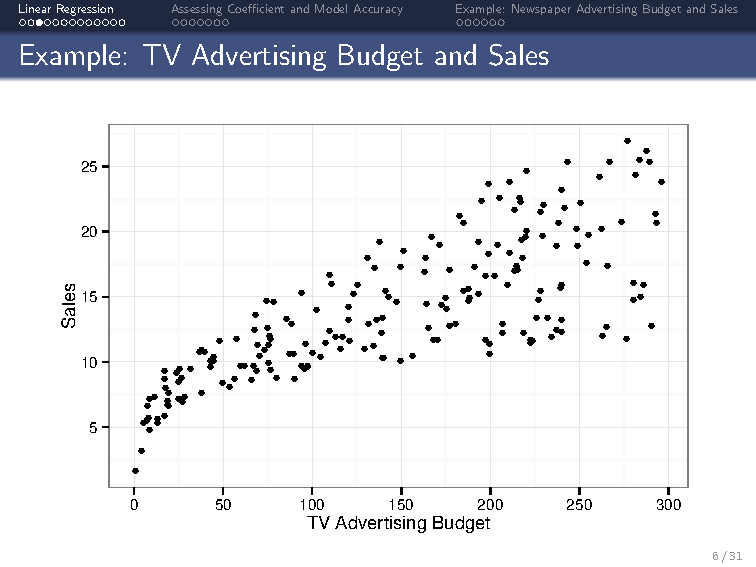 Linear Regression
Assessing Coefficient and Model Accuracy
Example: Newspaper Advertising Budget and Sales
Example: TV Advertising Budget and Sales
25
20
15
10
5
Sales
0 50 100 150 200 250 300
TV Advertising Budget
6 / 31